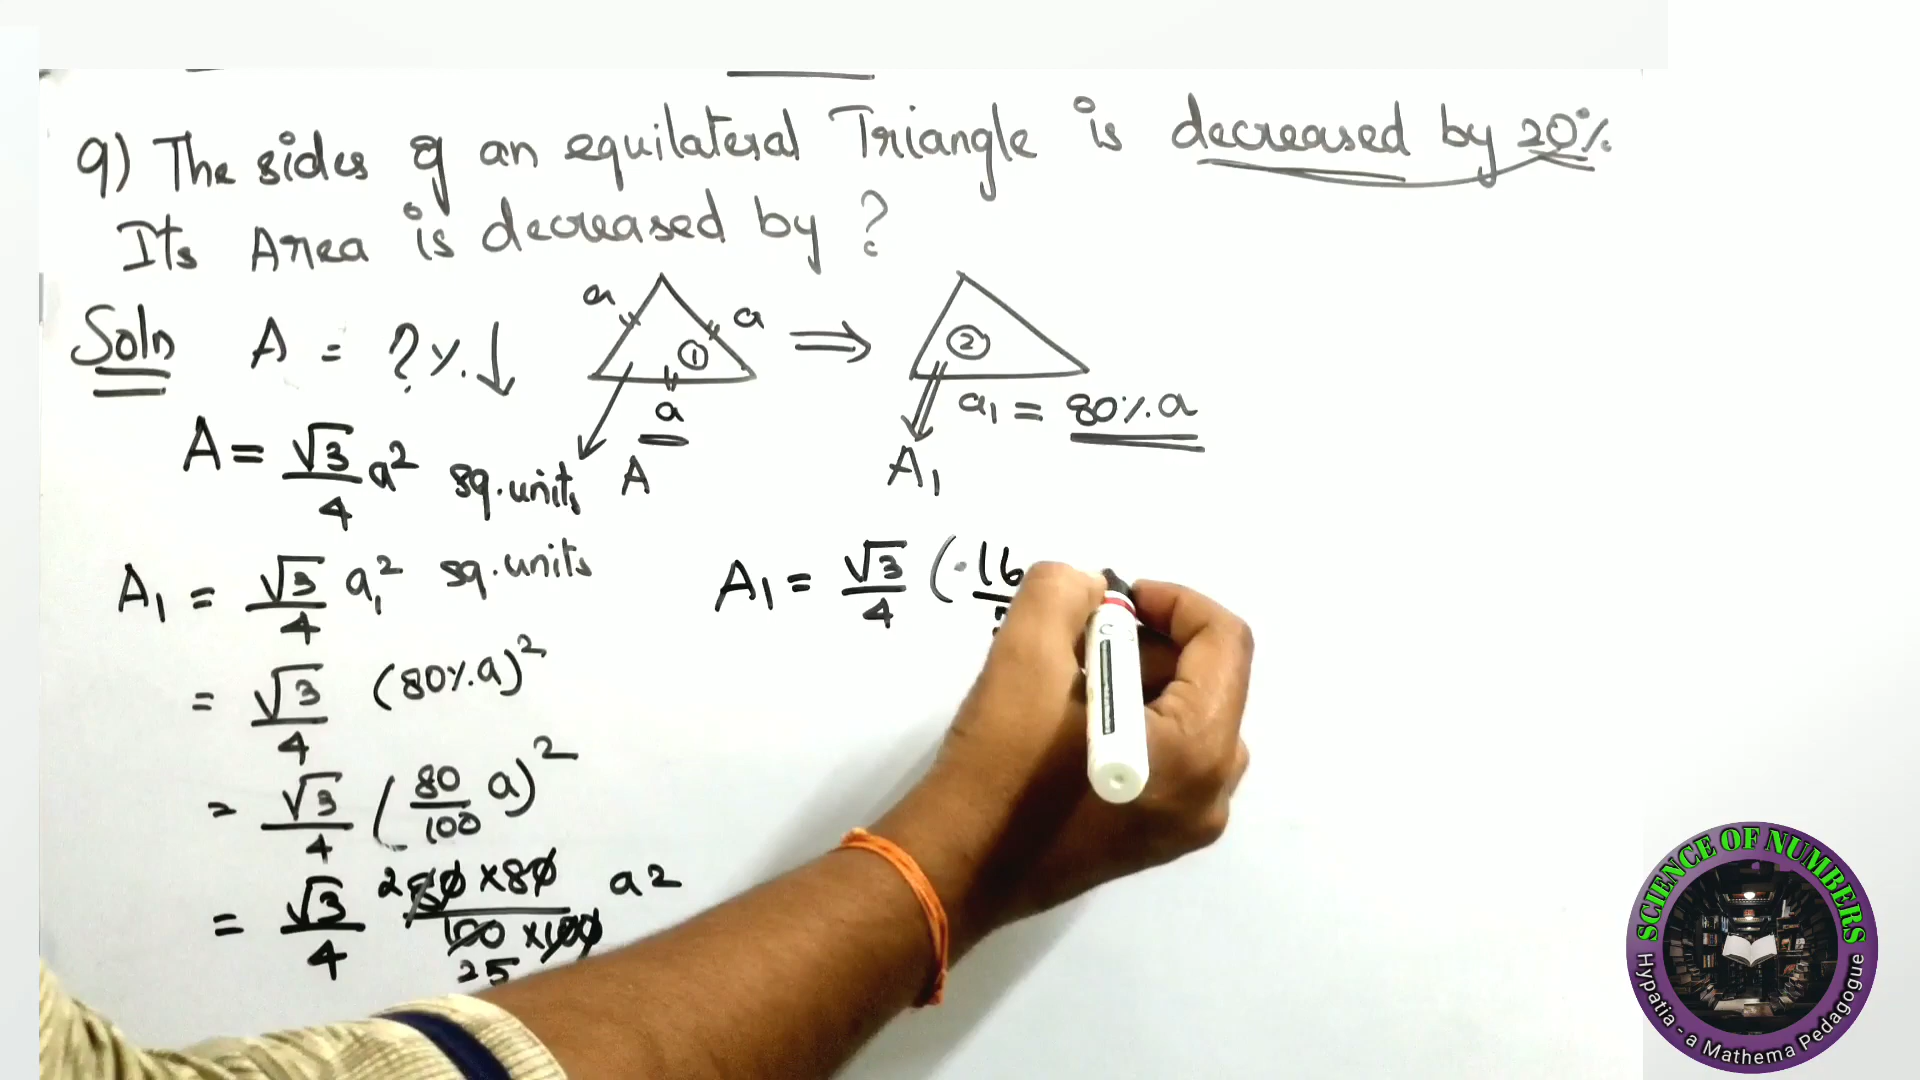 9) The sides of an equilateral Triangle is decreased by 20%.
Its Area is decreased by ?
Soln A = ?%.↓
a a ① a A
⇒
② a₁ = 80%.a
A₁
A = √3/4 a² sq.units
A₁ = √3/4 a₁² sq.units
= √3/4 (80%.a)²
= √3/4 (80/100 a)²
= √3/4 2 80×80/100×100 a2
25
A₁ = √3/4 (16
SCIENCE OF NUMBERS
Hypatia - a Mathema Pedagogue